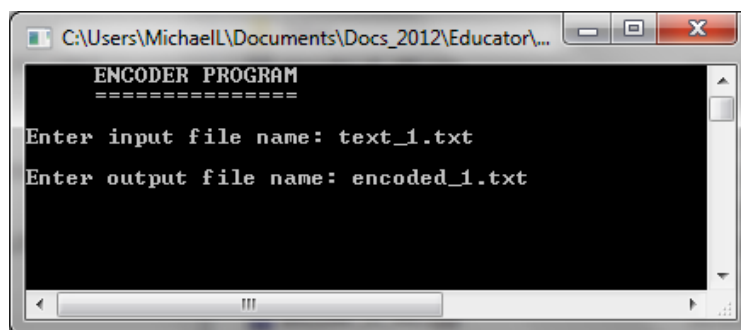 C:\Users\MichaelL\Documents\Docs_2012\Educator\...
ENCODER PROGRAM
===============
Enter input file name: text_1.txt
Enter output file name: encoded_1.txt